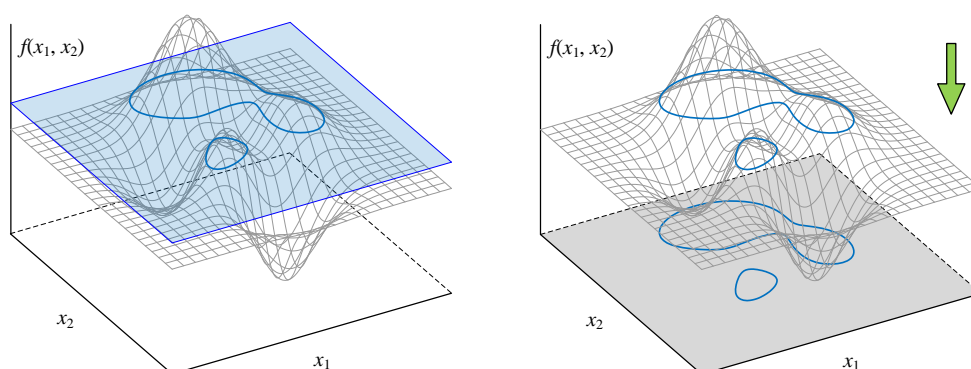 f(x₁, x₂)
x₂
x₁
f(x₁, x₂)
x₂
x₁